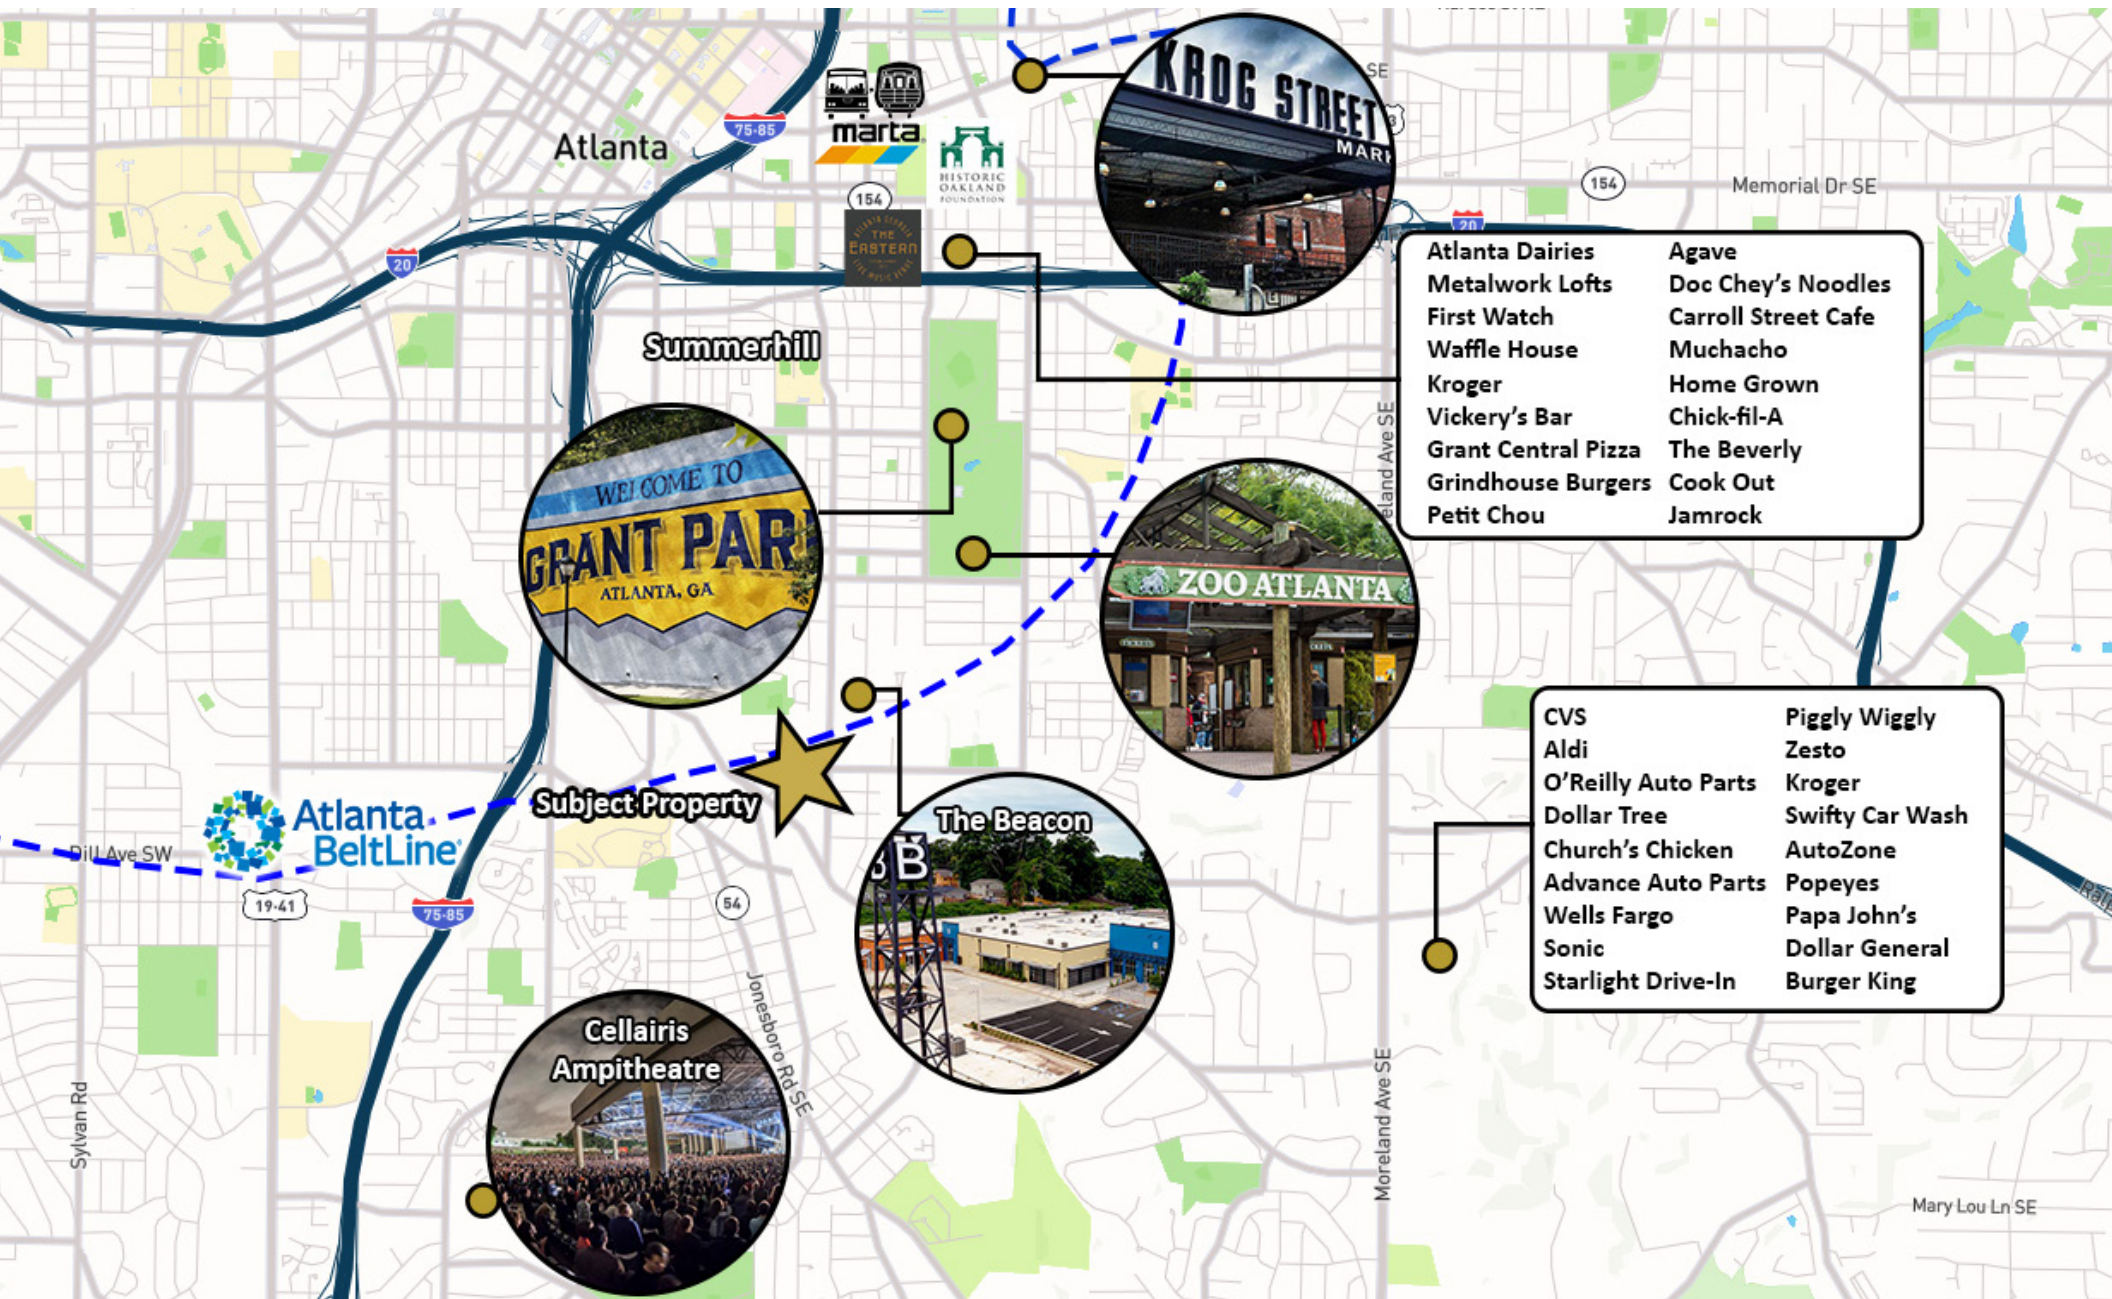 SE
KROG STREET
75-85
Atlanta
marta
HISTORIC
OAKLAND
FOUNDATION
154
154
Memorial Dr SE
THE
EASTERN
20
20
Summerhill
Atlanta Dairies
Metalwork Lofts
First Watch
Waffle House
Kroger
Vickery's Bar
Grant Central Pizza
Grindhouse Burgers
Petit Chou
Agave
Doc Chey's Noodles
Carroll Street Cafe
Muchacho
Home Grown
Chick-fil-A
The Beverly
Cook Out
Jamrock
eland Ave SE
WELCOME TO
GRANT PAR
ATLANTA, GA
ZOO ATLANTA
CVS
Aldi
O'Reilly Auto Parts
Dollar Tree
Church's Chicken
Advance Auto Parts
Wells Fargo
Sonic
Starlight Drive-In
Piggly Wiggly
Zesto
Kroger
Swifty Car Wash
AutoZone
Popeyes
Papa John's
Dollar General
Burger King
Subject Property
Atlanta
BeltLine
Dill Ave SW
19-41
75-85
54
The Beacon
B
Jonesboro Rd SE
Cellairis
Ampitheatre
Sylvan Rd
Moreland Ave SE
Mary Lou Ln SE